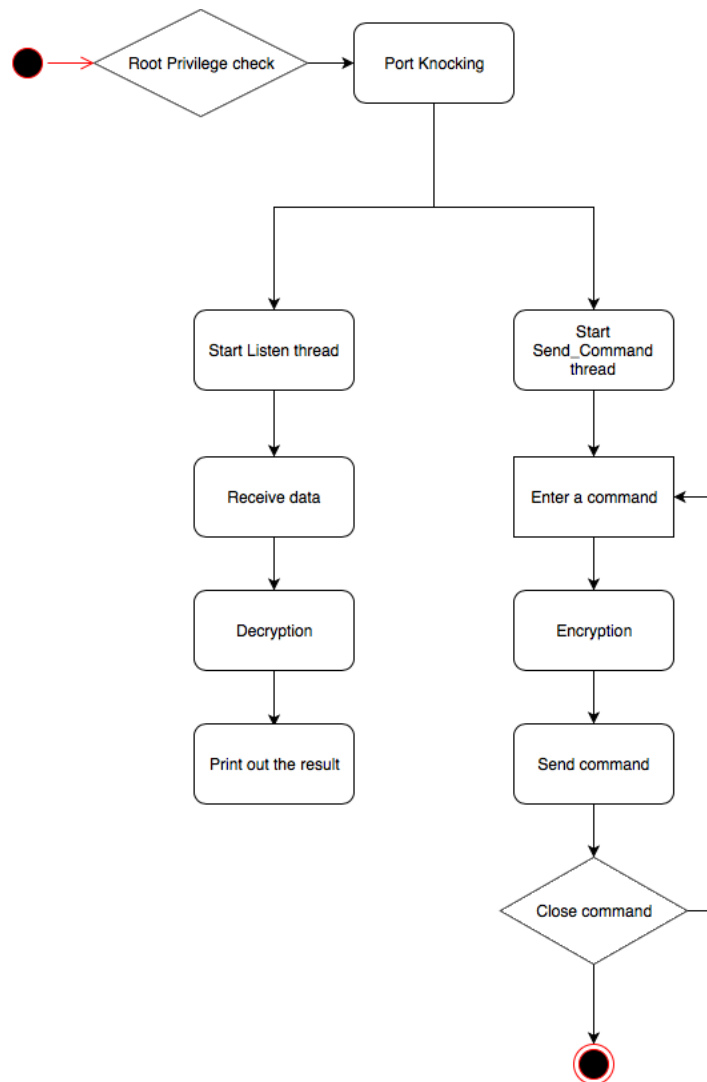 Root Privilege check
Port Knocking
Start Listen thread
Start
Send_Command
thread
Receive data
Enter a command
Decryption
Encryption
Print out the result
Send command
Close command